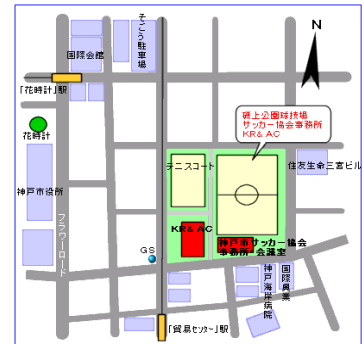 国際会館
そごう駐車場
N
「花時計」駅
花時計
磯上公園球技場
サッカー協会事務所
KR& AC
テニスコート
住友生命三宮ビル
神戸市役所
フラワーロード
KR& AC
神戸市サッカー協会
事務所 会議室
GS
神戸海岸病院
国際興業
「貿易センター」駅